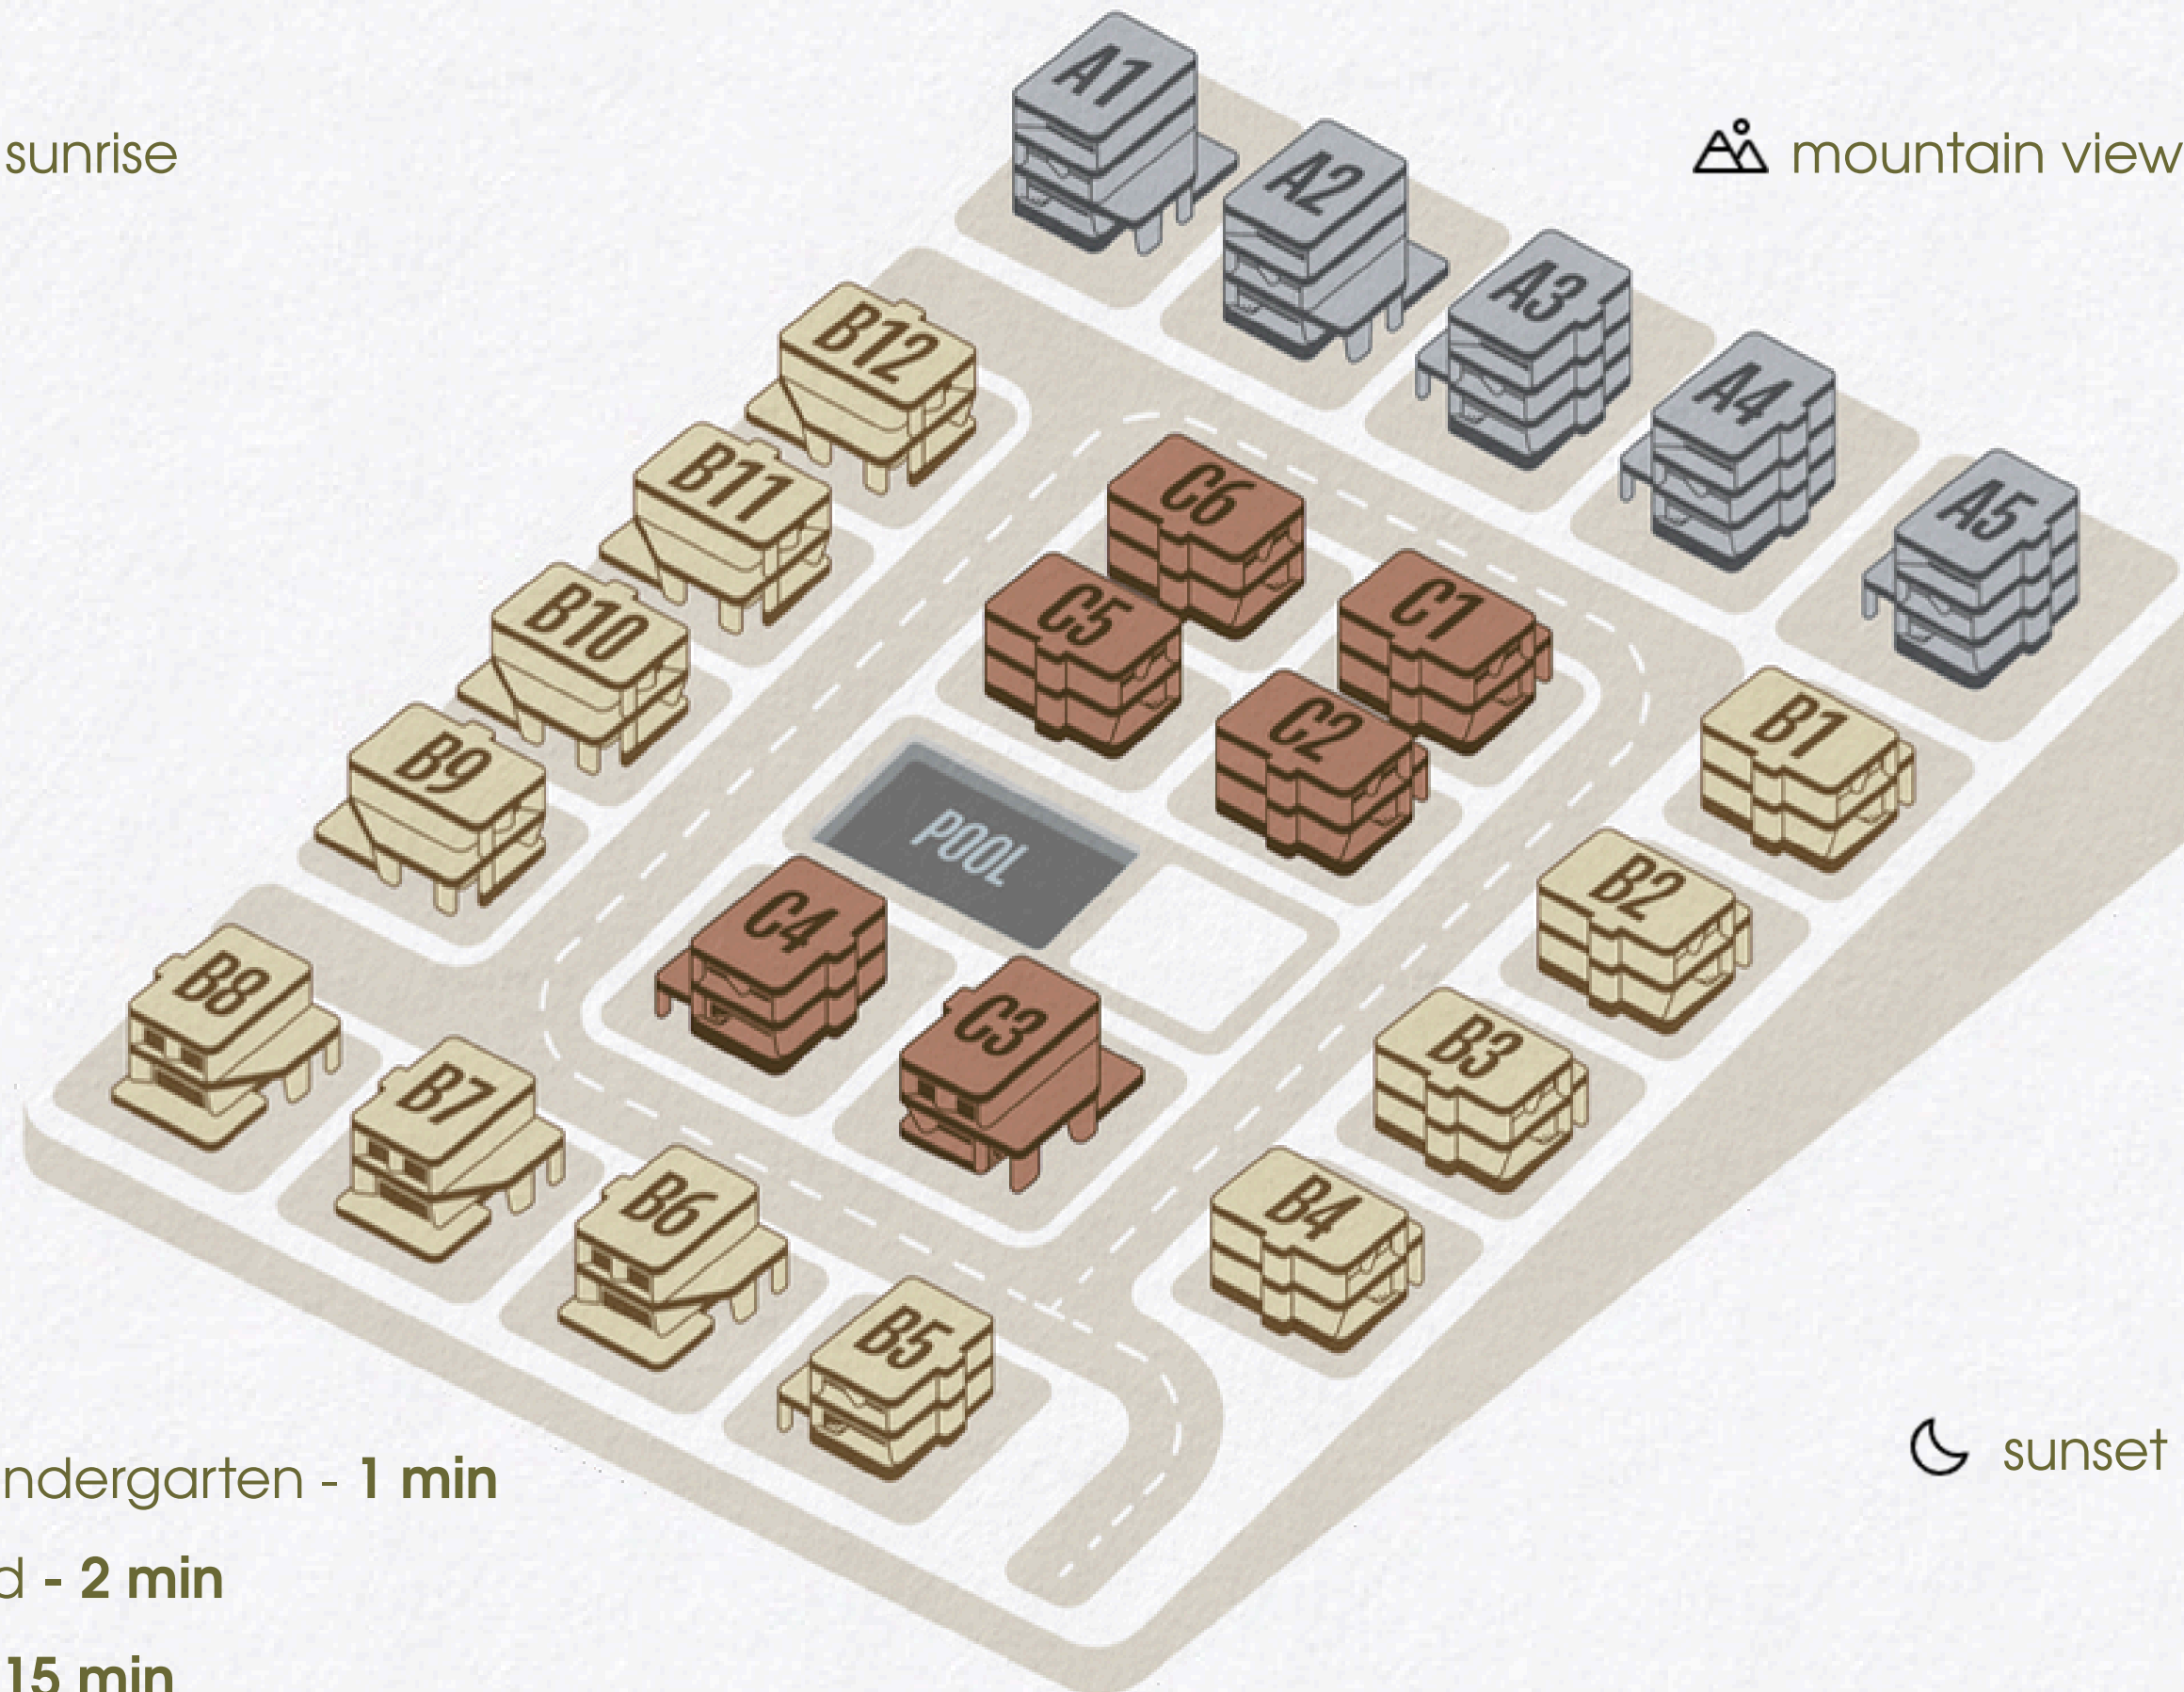 A1
sunrise
mountain view
A2
A3
B12
A4
B11
C6
A5
B10
C5
C1
B9
C2
B1
POOL
B2
C4
B8
C3
B3
B7
B6
B4
B5
sunset
ndergarten - 1 min
d - 2 min
15 min